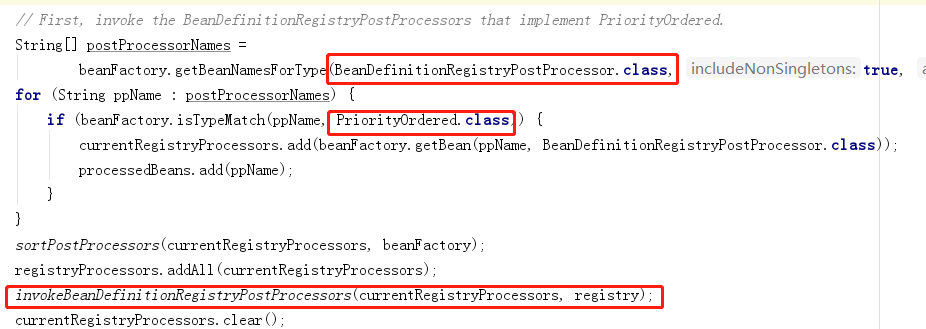 // First, invoke the BeanDefinitionRegistryPostProcessors that implement PriorityOrdered.
String[] postProcessorNames =
beanFactory.getBeanNamesForType(BeanDefinitionRegistryPostProcessor.class, includeNonSingletons: true, a
for (String ppName : postProcessorNames) {
if (beanFactory.isTypeMatch(ppName, PriorityOrdered.class)) {
currentRegistryProcessors.add(beanFactory.getBean(ppName, BeanDefinitionRegistryPostProcessor.class));
processedBeans.add(ppName);
}
}
sortPostProcessors(currentRegistryProcessors, beanFactory);
registryProcessors.addAll(currentRegistryProcessors);
invokeBeanDefinitionRegistryPostProcessors(currentRegistryProcessors, registry);
currentRegistryProcessors.clear();